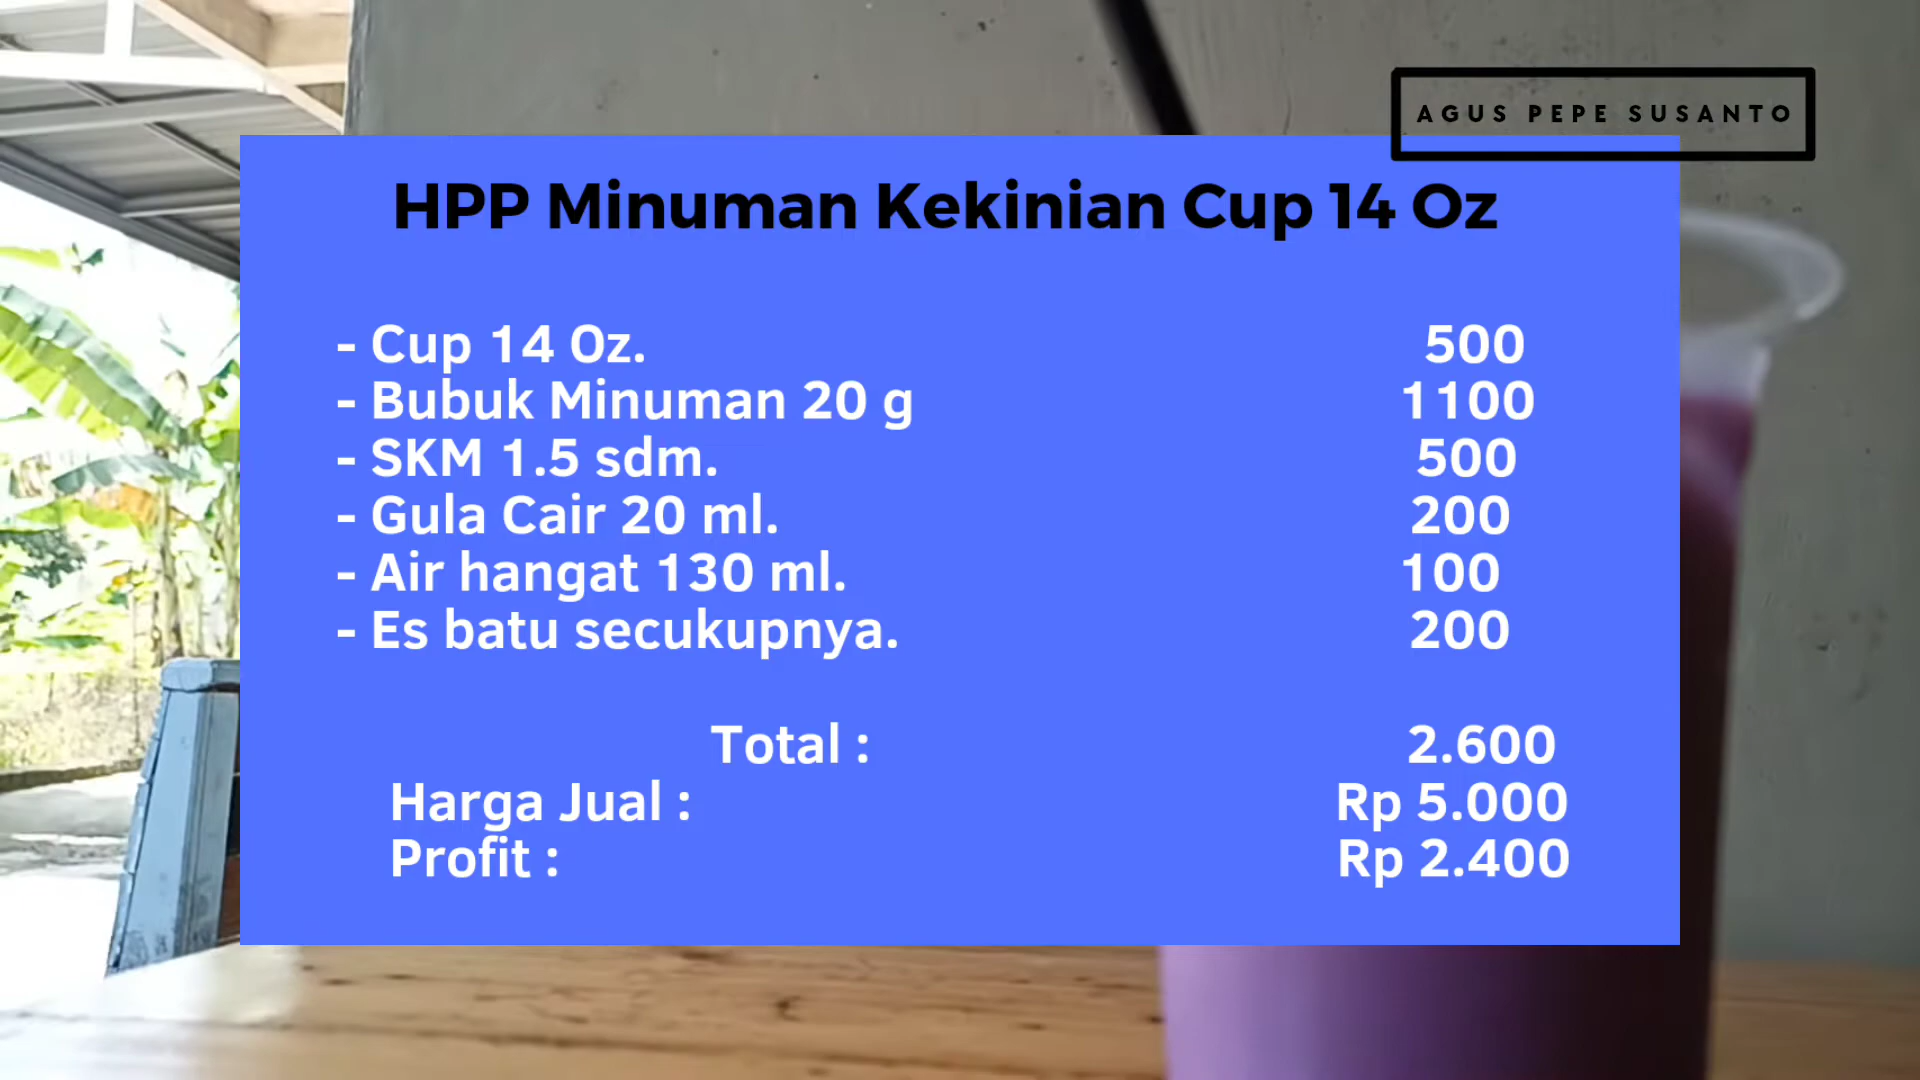 AGUS PEPE SUSANTO
HPP Minuman Kekinian Cup 14 Oz
- Cup 14 Oz. 500
- Bubuk Minuman 20 g 1100
- SKM 1.5 sdm. 500
- Gula Cair 20 ml. 200
- Air hangat 130 ml. 100
- Es batu secukupnya. 200
Total : 2.600
Harga Jual : Rp 5.000
Profit : Rp 2.400